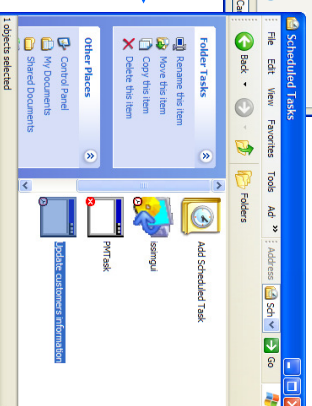 Scheduled Tasks
File Edit View Favorites Tools Ad »
Address Sch Go
Back Folders
Folder Tasks
Rename this item
Move this item
Copy this item
Delete this item
Other Places
Control Panel
My Documents
Shared Documents
Add Scheduled Task
issimgui
PMTask
Update customers information
1 objects selected